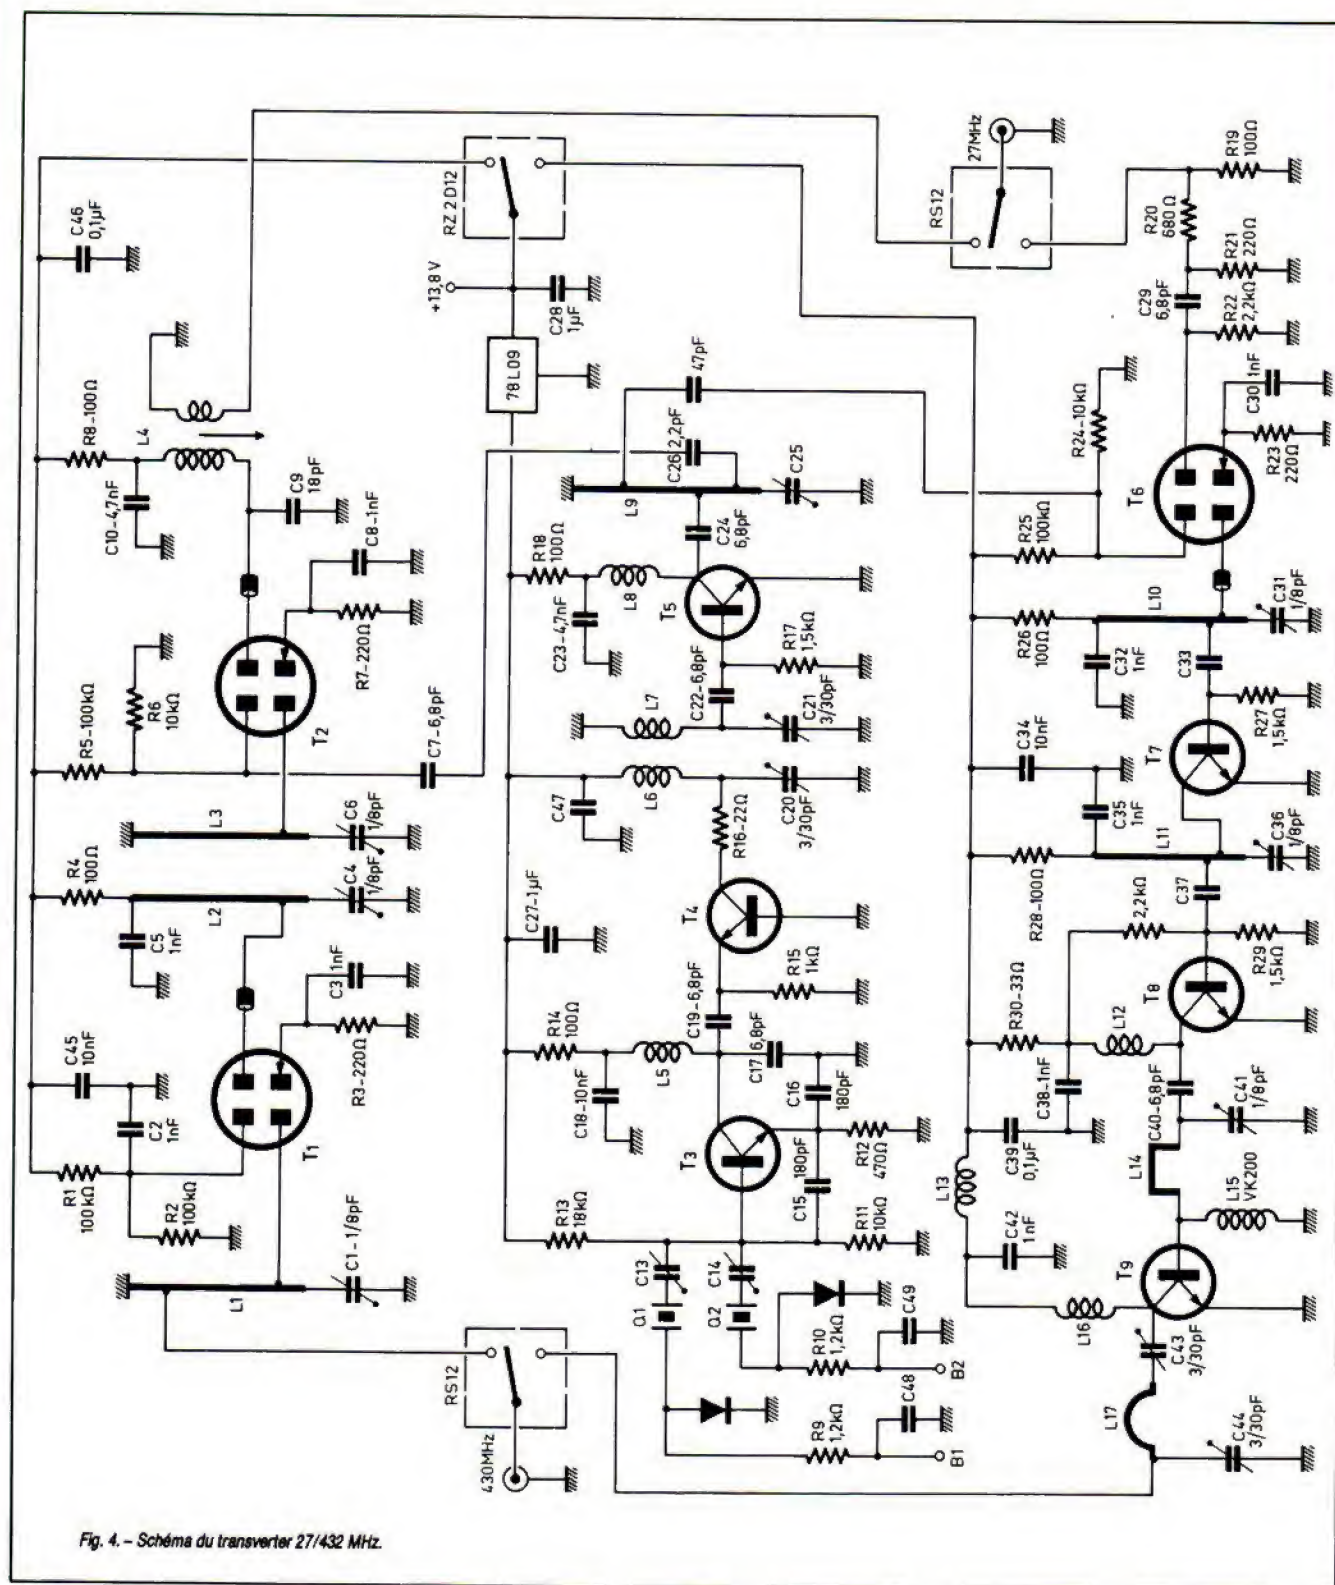 C46
0,1µF
R8-100Ω
L4
C10-4,7nF
C9
18pF
C8-1nF
R5-100kΩ
R6
10kΩ
T2
R7-220Ω
C7-6,8pF
L3
C6
1/8pF
R4
100Ω
L2
C4
1/8pF
C5
1nF
C3 1nF
R3-220Ω
C45
10nF
C2
1nF
T1
R1
100kΩ
R2
100kΩ
C1-1/8pF
L1
RZ 2 D12
+13,8 V
C28
1µF
78L09
47pF
C26 2,2pF
L9
C25
C24
6,8pF
R18
100Ω
L8
C23-4,7nF
T5
R17
1,5kΩ
C22-6,8pF
L7
C21
3/30pF
C47
L6
C20
3/30pF
R16-22Ω
C27-1µF
T4
R15
1kΩ
C19-6,8pF
R14
100Ω
C18-10nF
L5
C17 6,8pF
C16
180pF
T3
C15
180pF
R12
470Ω
R13
18kΩ
R11
10kΩ
C13
C14
Q1
Q2
R10
1,2kΩ
C49
B2
R9
1,2kΩ
C48
B1
RS12
430MHz
27MHz
RS12
R19
100Ω
R20
680Ω
R21
220Ω
C29
6,8pF
R22
2,2kΩ
R24-10kΩ
C30 1nF
R23
220Ω
T6
R25
100kΩ
L10
C31
1/8pF
R26
100Ω
C32
1nF
C33
R27
1,5kΩ
T7
C34
10nF
C35
1nF
L11
C36
1/8pF
R28-100Ω
C37
2,2kΩ
R29
1,5kΩ
T8
R30-33Ω
L12
C38-1nF
C40-6,8pF
C41
1/8pF
C39
0,1µF
L13
L14
L15
VK200
C42
1nF
T9
L16
C43
3/30pF
L17
C44
3/30pF
Fig. 4. – Schéma du transverter 27/432 MHz.